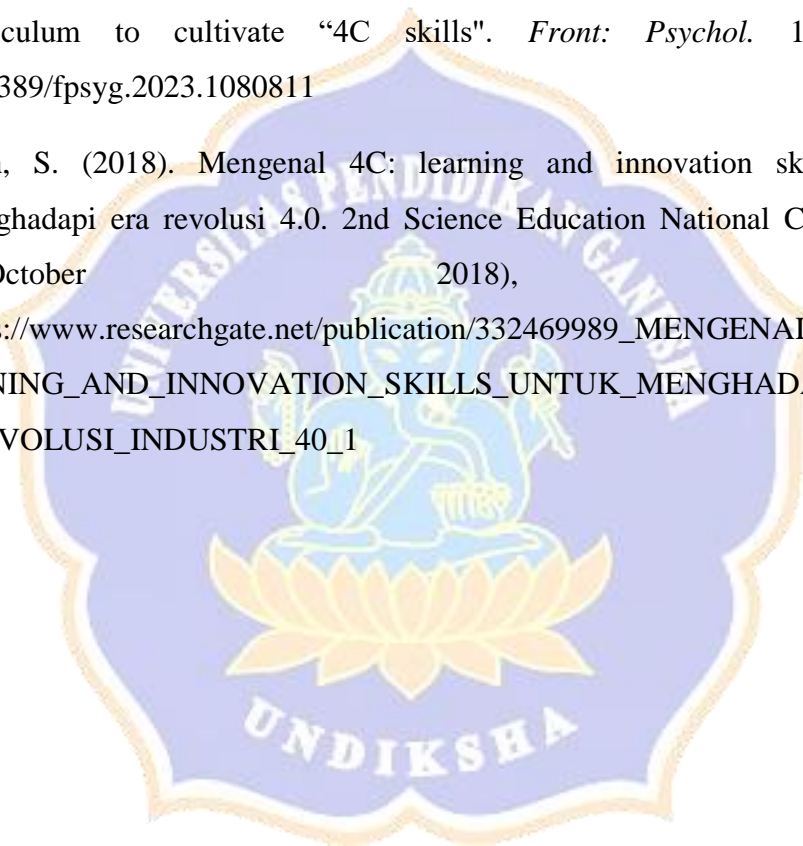 culum to cultivate “4C skills". Front: Psychol. 1
389/fpsyg.2023.1080811
, S. (2018). Mengenal 4C: learning and innovation sk
ghadapi era revolusi 4.0. 2nd Science Education National C
October 2018),
s://www.researchgate.net/publication/332469989_MENGENAL
NING_AND_INNOVATION_SKILLS_UNTUK_MENGHADA
VOLUSI_INDUSTRI_40_1
UNIVERSITAS PENDIDIKAN GANESHA
UNDIKSHA